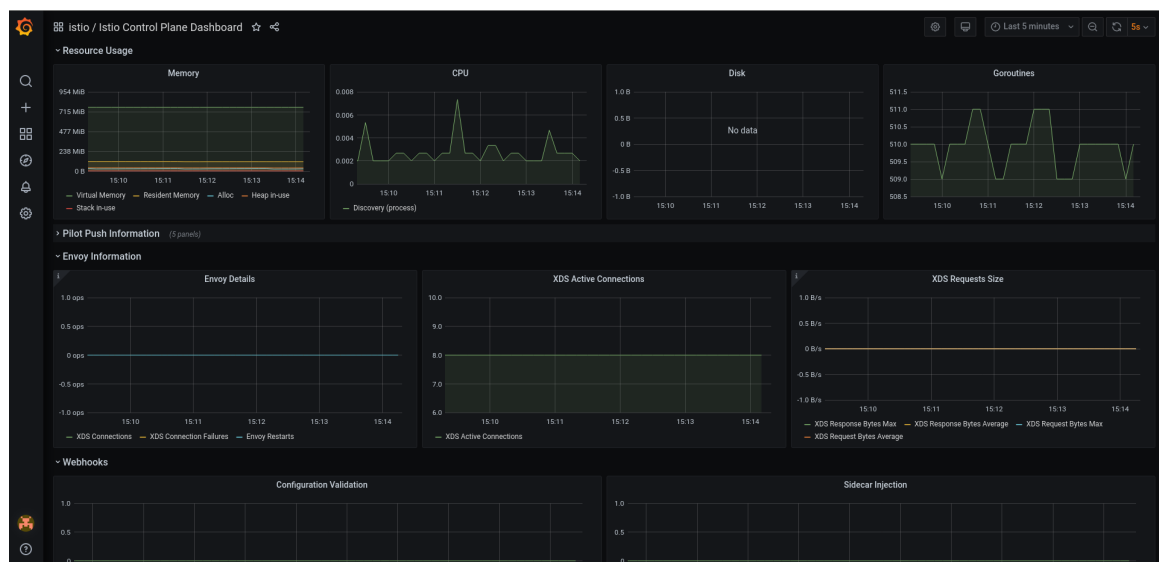 istio / Istio Control Plane Dashboard
Last 5 minutes
5s
Resource Usage
Memory
954 MiB
715 MiB
477 MiB
238 MiB
0 B
15:10 15:11 15:12 15:13 15:14
Virtual Memory Resident Memory Alloc Heap in-use
Stack in-use
CPU
0.008
0.006
0.004
0.002
0
15:10 15:11 15:12 15:13 15:14
Discovery (process)
Disk
1.0 B
0.5 B
No data
0 B
-0.5 B
-1.0 B
15:10 15:11 15:12 15:13 15:14
Goroutines
511.5
511.0
510.5
510.0
509.5
509.0
508.5
15:10 15:11 15:12 15:13 15:14
Pilot Push Information (5 panels)
Envoy Information
Envoy Details
1.0 ops
0.5 ops
0 ops
-0.5 ops
-1.0 ops
15:10 15:11 15:12 15:13 15:14
XDS Connections XDS Connection Failures Envoy Restarts
XDS Active Connections
10.0
9.0
8.0
7.0
6.0
15:10 15:11 15:12 15:13 15:14
XDS Active Connections
XDS Requests Size
1.0 B/s
0.5 B/s
0 B/s
-0.5 B/s
-1.0 B/s
15:10 15:11 15:12 15:13 15:14
XDS Response Bytes Max XDS Response Bytes Average XDS Request Bytes Max
XDS Request Bytes Average
Webhooks
Configuration Validation
1.0
0.5
0
Sidecar Injection
1.0
0.5
0